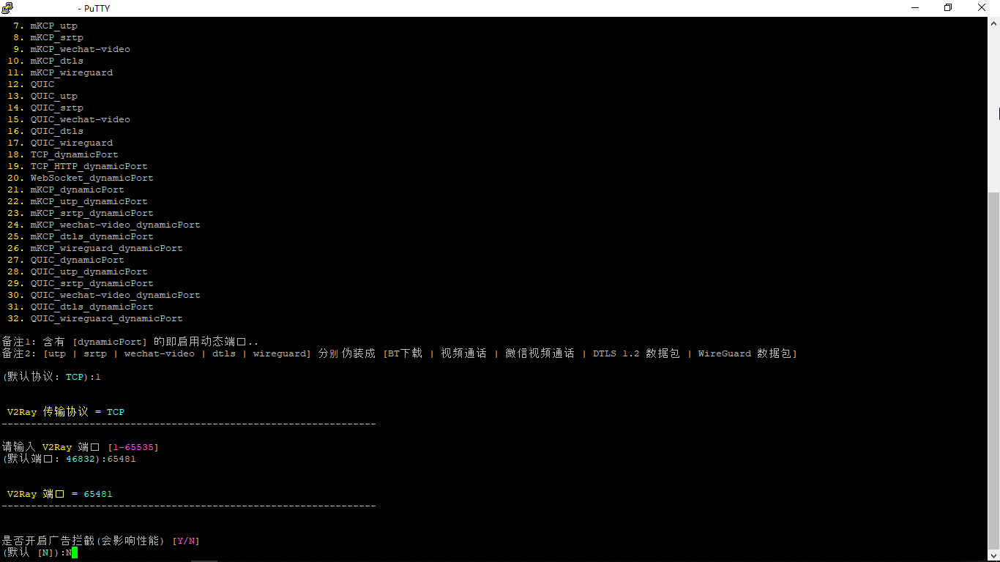 - PuTTY
7. mKCP_utp
8. mKCP_srtp
9. mKCP_wechat-video
10. mKCP_dtls
11. mKCP_wireguard
12. QUIC
13. QUIC_utp
14. QUIC_srtp
15. QUIC_wechat-video
16. QUIC_dtls
17. QUIC_wireguard
18. TCP_dynamicPort
19. TCP_HTTP_dynamicPort
20. WebSocket_dynamicPort
21. mKCP_dynamicPort
22. mKCP_utp_dynamicPort
23. mKCP_srtp_dynamicPort
24. mKCP_wechat-video_dynamicPort
25. mKCP_dtls_dynamicPort
26. mKCP_wireguard_dynamicPort
27. QUIC_dynamicPort
28. QUIC_utp_dynamicPort
29. QUIC_srtp_dynamicPort
30. QUIC_wechat-video_dynamicPort
31. QUIC_dtls_dynamicPort
32. QUIC_wireguard_dynamicPort
备注1: 含有 [dynamicPort] 的即启用动态端口..
备注2: [utp | srtp | wechat-video | dtls | wireguard] 分别伪装成 [BT下载 | 视频通话 | 微信视频通话 | DTLS 1.2 数据包 | WireGuard 数据包]
(默认协议: TCP):1
V2Ray 传输协议 = TCP
----------------------------------------------------------------
请输入 V2Ray 端口 [1-65535]
(默认端口: 46832):65481
V2Ray 端口 = 65481
----------------------------------------------------------------
是否开启广告拦截(会影响性能) [Y/N]
(默认 [N]):N